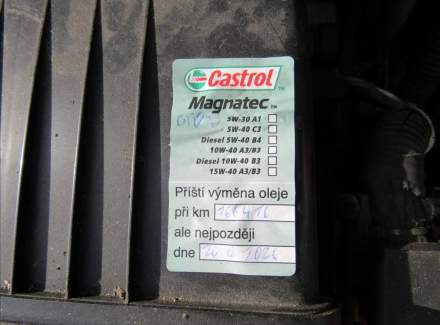 Castrol
Magnatec™
5W-30 A1
5W-40 C3
Diesel 5W-40 B4
10W-40 A3/B3
Diesel 10W-40 B3
15W-40 A3/B3
Příští výměna oleje
při km
ale nejpozději
dne